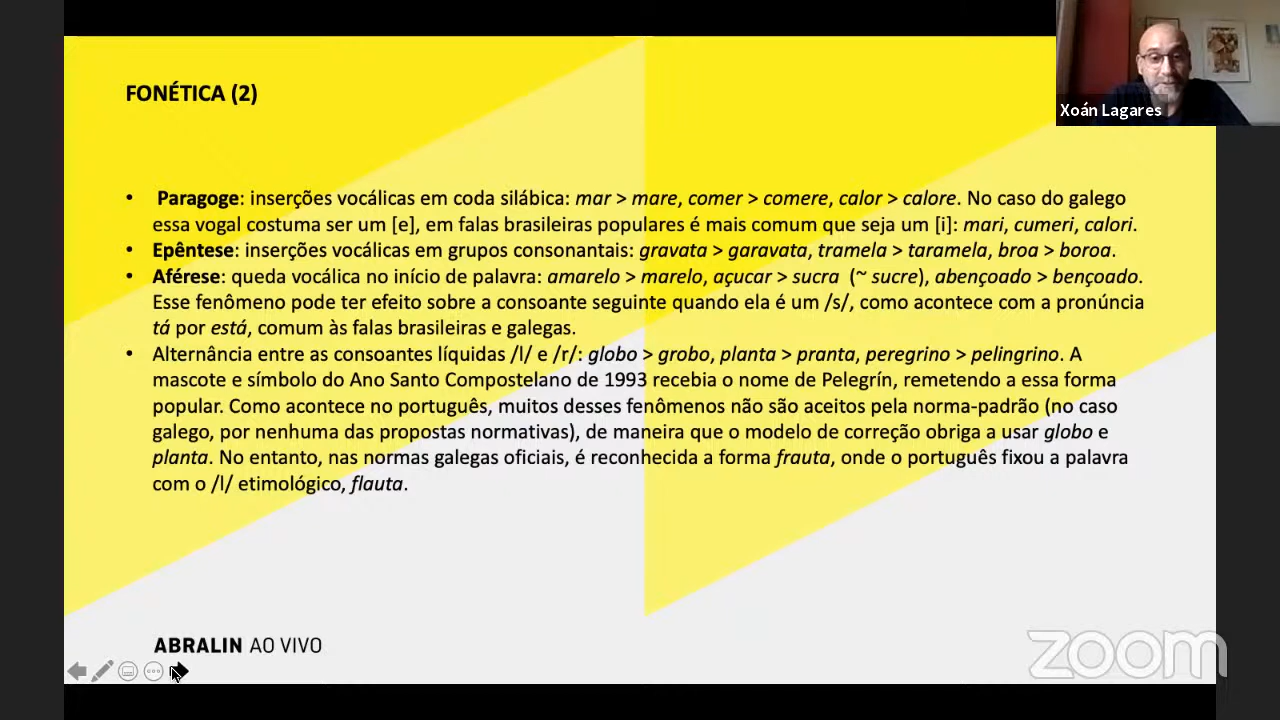 FONÉTICA (2)
Xoán Lagares
• Paragoge: inserções vocálicas em coda silábica: mar > mare, comer > comere, calor > calore. No caso do galego
essa vogal costuma ser um [e], em falas brasileiras populares é mais comum que seja um [i]: mari, cumeri, calori.
• Epêntese: inserções vocálicas em grupos consonantais: gravata > garavata, tramela > taramela, broa > boroa.
• Aférese: queda vocálica no início de palavra: amarelo > marelo, açucar > sucra (~ sucre), abençoado > bençoado.
Esse fenômeno pode ter efeito sobre a consoante seguinte quando ela é um /s/, como acontece com a pronúncia
tá por está, comum às falas brasileiras e galegas.
• Alternância entre as consoantes líquidas /l/ e /r/: globo > grobo, planta > pranta, peregrino > pelingrino. A
mascote e símbolo do Ano Santo Compostelano de 1993 recebia o nome de Pelegrín, remetendo a essa forma
popular. Como acontece no português, muitos desses fenômenos não são aceitos pela norma-padrão (no caso
galego, por nenhuma das propostas normativas), de maneira que o modelo de correção obriga a usar globo e
planta. No entanto, nas normas galegas oficiais, é reconhecida a forma frauta, onde o português fixou a palavra
com o /l/ etimológico, flauta.
ABRALIN AO VIVO
zoom